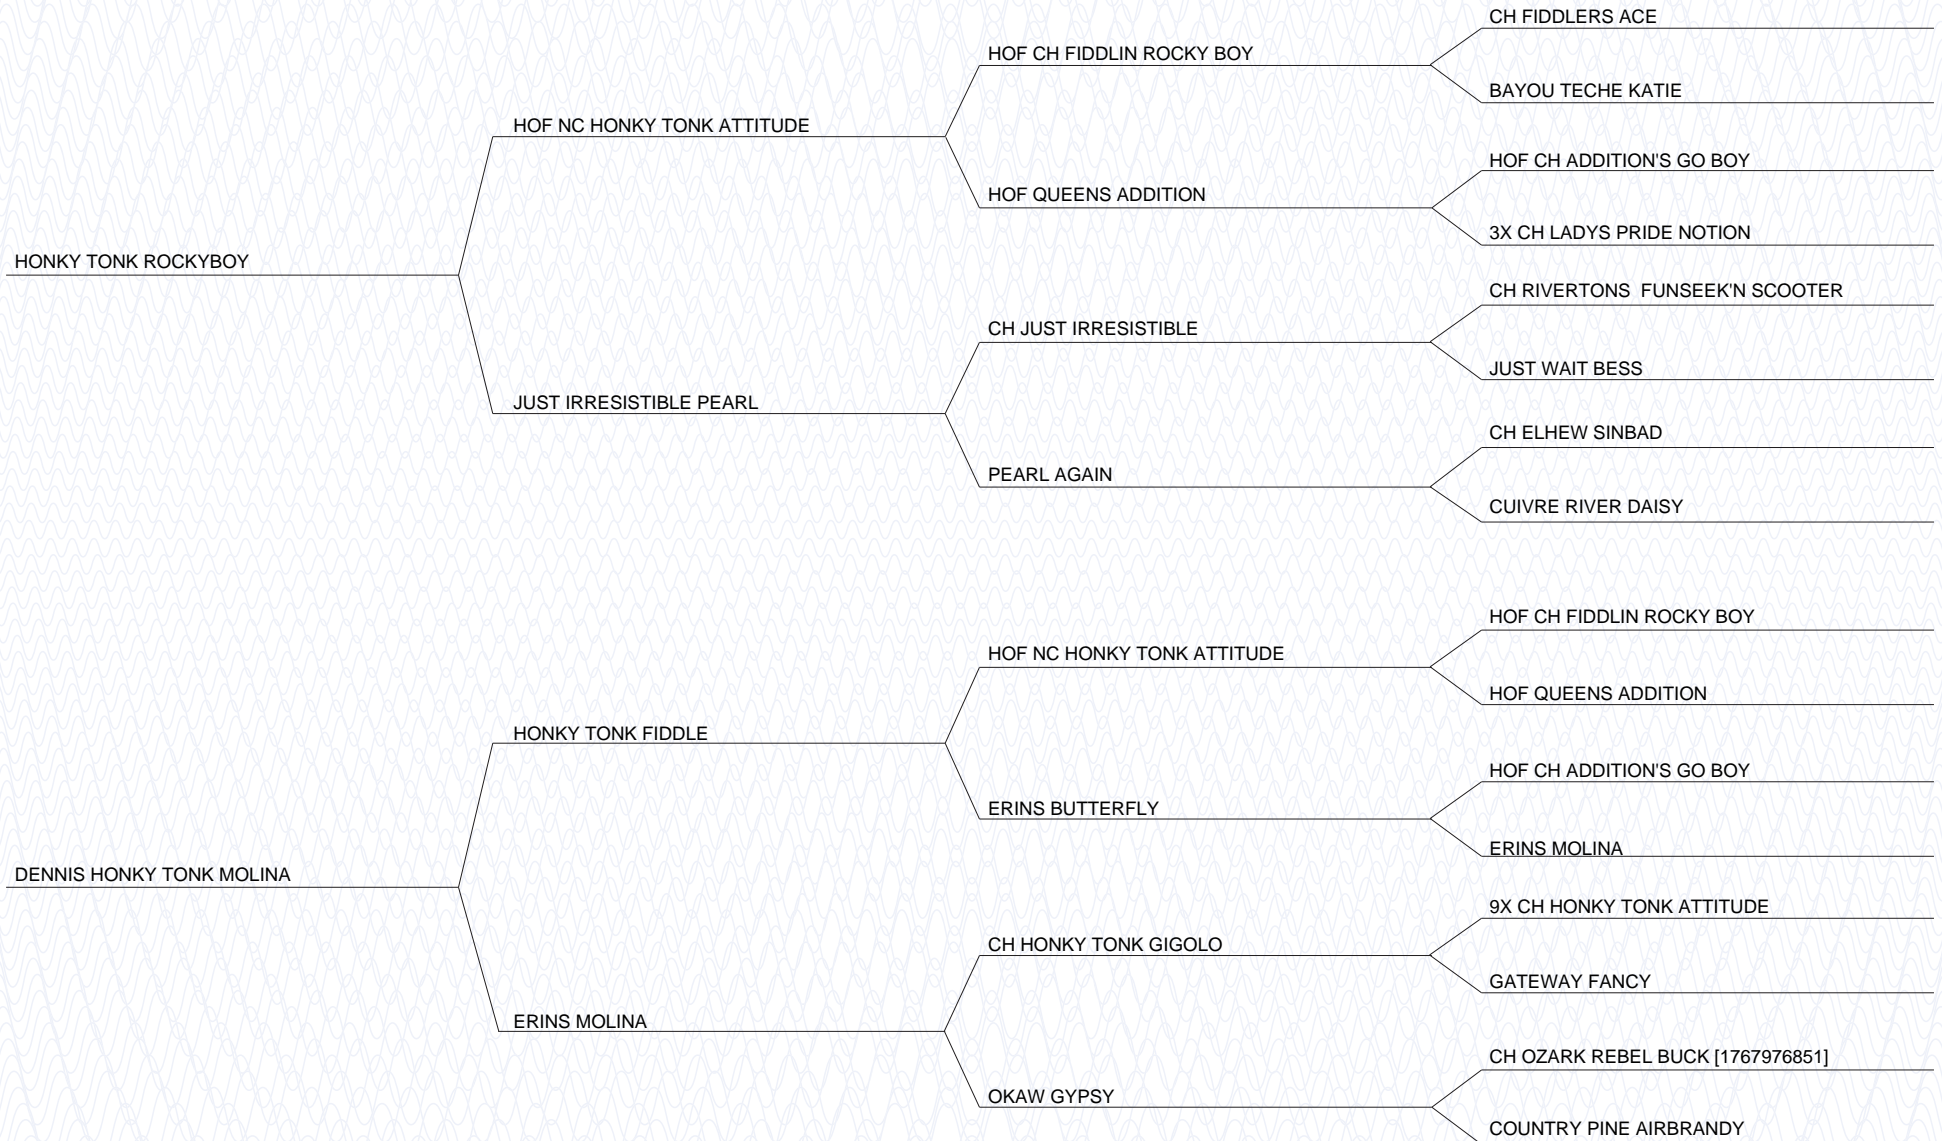 CH FIDDLERS ACE
HOF CH FIDDLIN ROCKY BOY
BAYOU TECHE KATIE
HOF NC HONKY TONK ATTITUDE
HOF CH ADDITION'S GO BOY
HOF QUEENS ADDITION
3X CH LADYS PRIDE NOTION
HONKY TONK ROCKYBOY
CH RIVERTONS  FUNSEEK'N SCOOTER
CH JUST IRRESISTIBLE
JUST WAIT BESS
JUST IRRESISTIBLE PEARL
CH ELHEW SINBAD
PEARL AGAIN
CUIVRE RIVER DAISY
HOF CH FIDDLIN ROCKY BOY
HOF NC HONKY TONK ATTITUDE
HOF QUEENS ADDITION
HONKY TONK FIDDLE
HOF CH ADDITION'S GO BOY
ERINS BUTTERFLY
ERINS MOLINA
DENNIS HONKY TONK MOLINA
9X CH HONKY TONK ATTITUDE
CH HONKY TONK GIGOLO
GATEWAY FANCY
ERINS MOLINA
CH OZARK REBEL BUCK [1767976851]
OKAW GYPSY
COUNTRY PINE AIRBRANDY